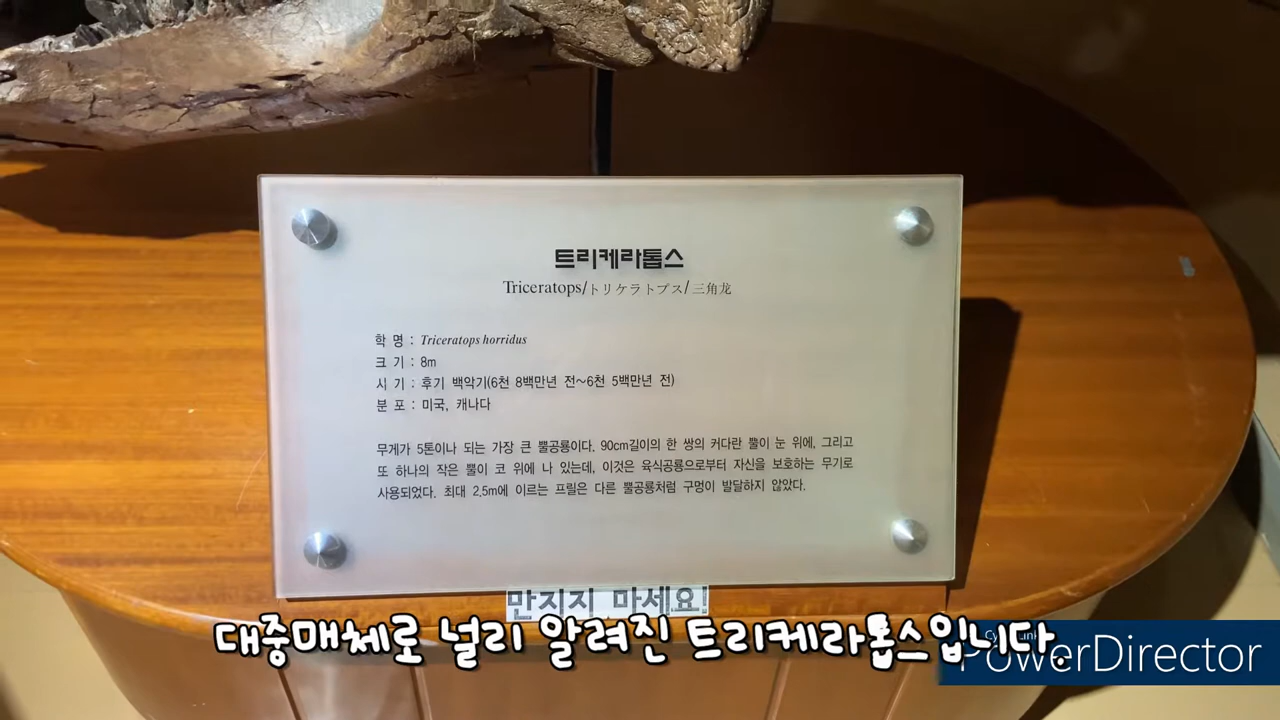 트리케라톱스
Triceratops/トリケラトプス/三角龙
학 명 : Triceratops horridus
크 기 : 8m
시 기 : 후기 백악기(6천 8백만년 전~6천 5백만년 전)
분 포 : 미국, 캐나다
무게가 5톤이나 되는 가장 큰 뿔공룡이다. 90cm길이의 한 쌍의 커다란 뿔이 눈 위에, 그리고
또 하나의 작은 뿔이 코 위에 나 있는데, 이것은 육식공룡으로부터 자신을 보호하는 무기로
사용되었다. 최대 2.5m에 이르는 프릴은 다른 뿔공룡처럼 구멍이 발달하지 않았다.
만지지 마세요!
대중매체로 널리 알려진 트리케라톱스입니다.
PowerDirector